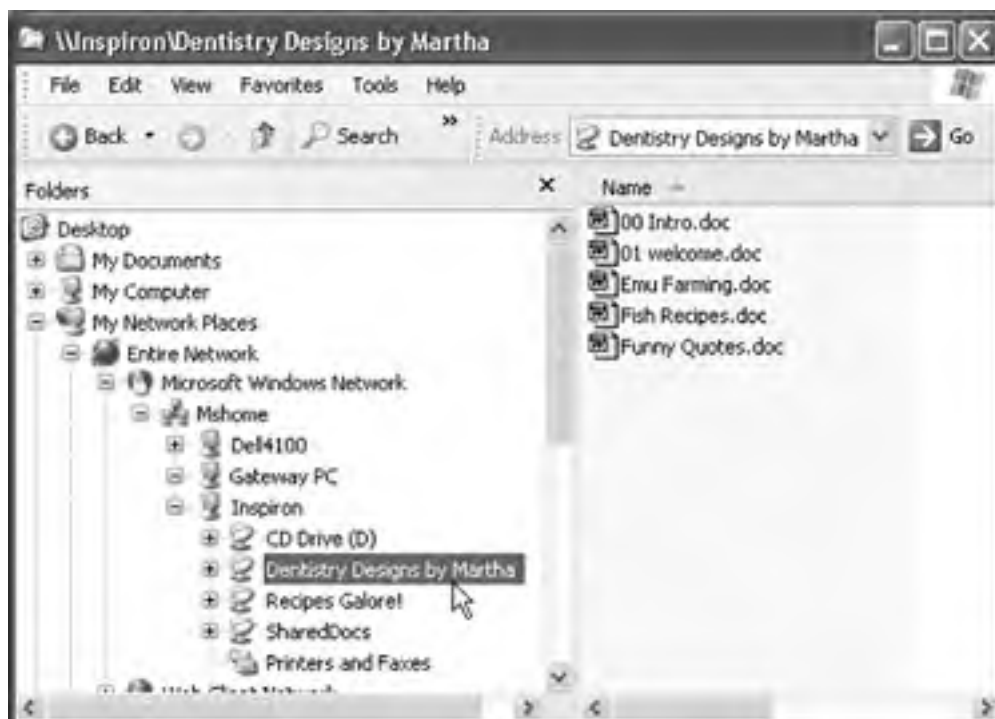 \\Inspiron\Dentistry Designs by Martha
File Edit View Favorites Tools Help
Back Search » Address Dentistry Designs by Martha Go
Folders
Desktop
My Documents
My Computer
My Network Places
Entire Network
Microsoft Windows Network
Mshome
Dell4100
Gateway PC
Inspiron
CD Drive (D)
Dentistry Designs by Martha
Recipes Galore!
SharedDocs
Printers and Faxes
Name
00 Intro.doc
01 welcome.doc
Emu Farming.doc
Fish Recipes.doc
Funny Quotes.doc